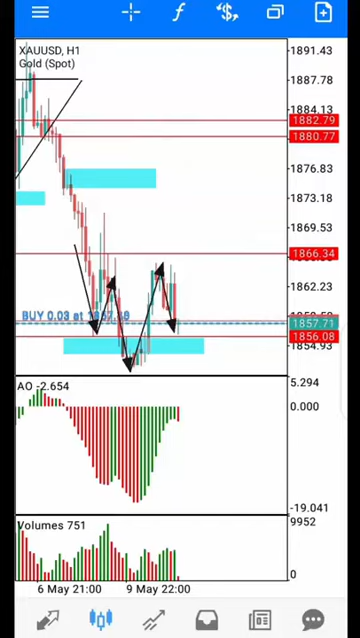 XAUUSD, H1
Gold (Spot)
1891.43
1887.78
1884.13
1882.79
1880.77
1876.83
1873.18
1869.53
1866.34
1862.23
BUY 0.03 at
1857.71
1856.08
1854.93
AO -2.654
5.294
0.000
-19.041
Volumes 751
9952
0
6 May 21:00
9 May 22:00